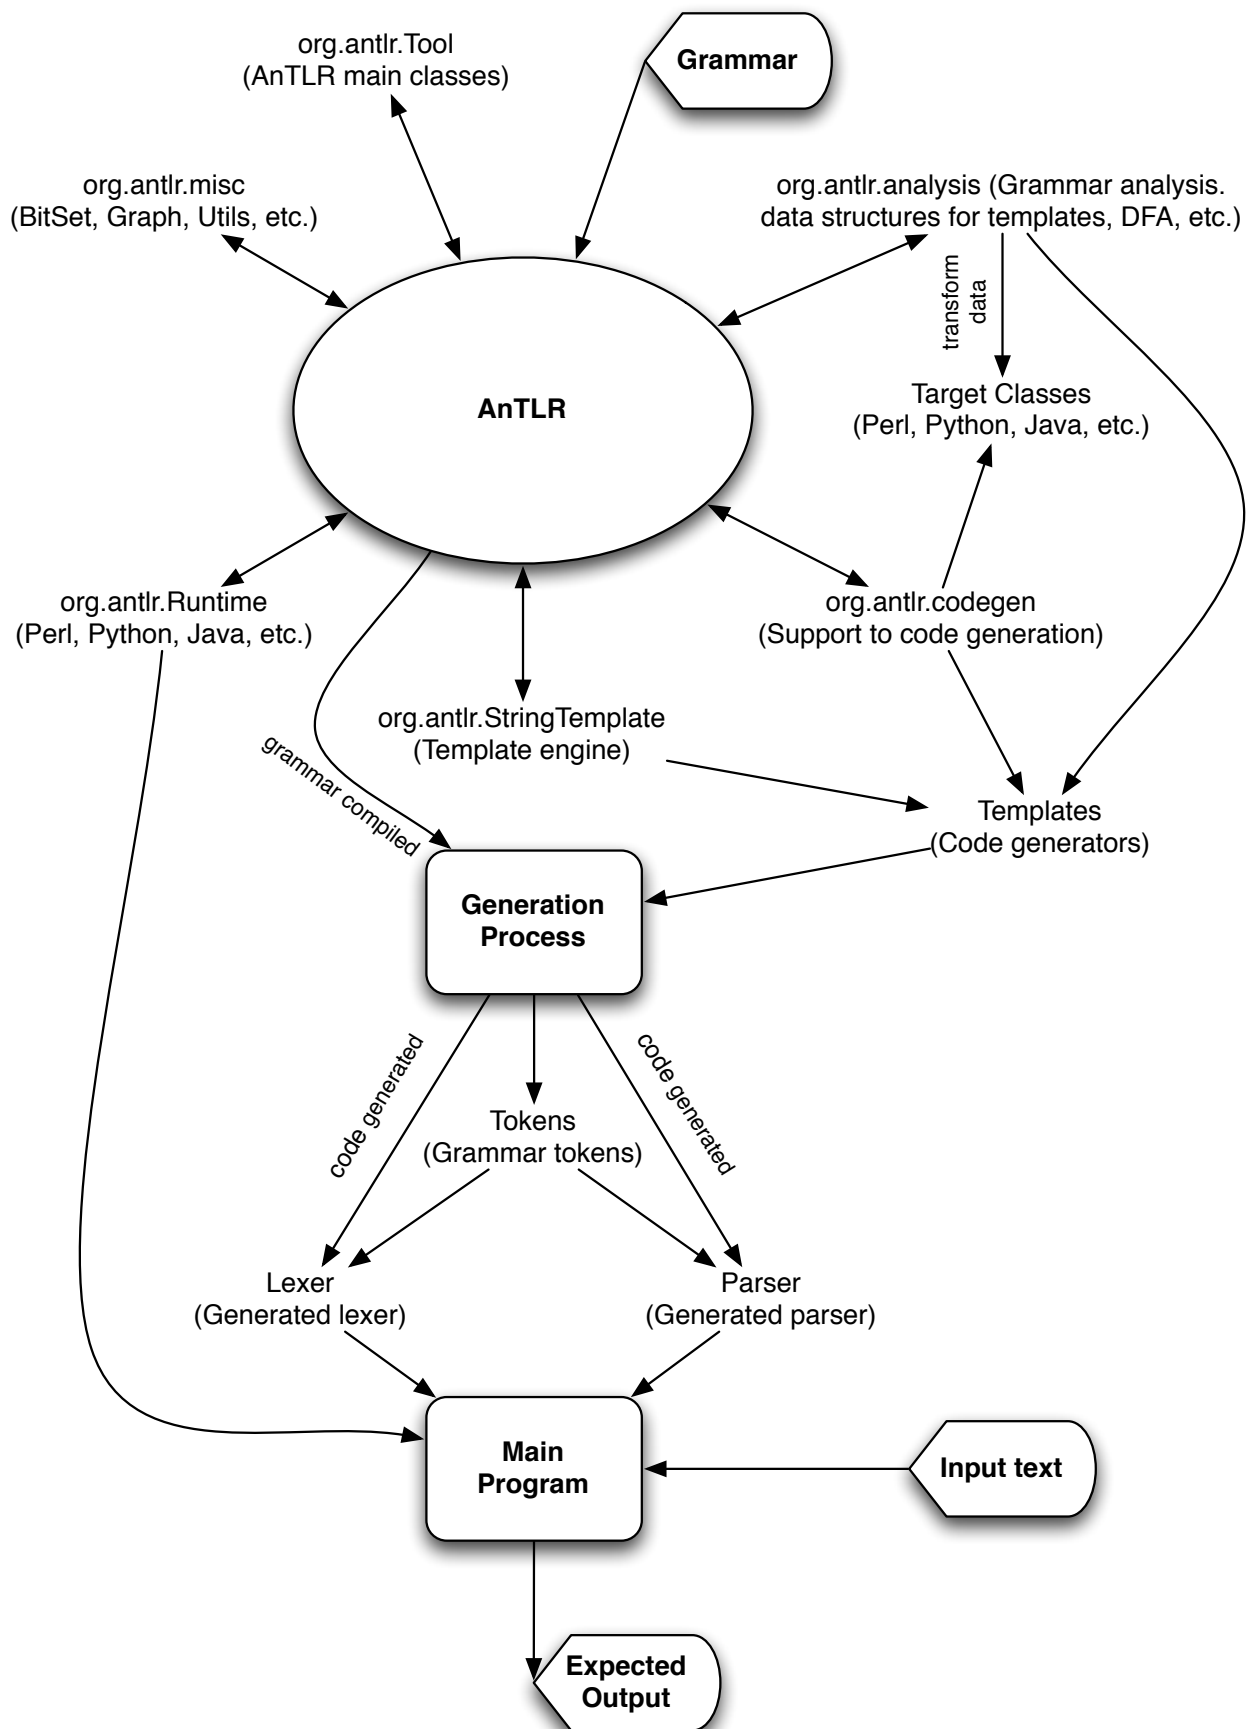 org.antlr.Tool
(AnTLR main classes)
Grammar
org.antlr.misc
(BitSet, Graph, Utils, etc.)
org.antlr.analysis (Grammar analysis.
data structures for templates, DFA, etc.)
transform
data
AnTLR
Target Classes
(Perl, Python, Java, etc.)
org.antlr.Runtime
(Perl, Python, Java, etc.)
org.antlr.codegen
(Support to code generation)
org.antlr.StringTemplate
(Template engine)
grammar compiled
Templates
(Code generators)
Generation
Process
code generated
code generated
Tokens
(Grammar tokens)
Lexer
(Generated lexer)
Parser
(Generated parser)
Main
Program
Input text
Expected
Output